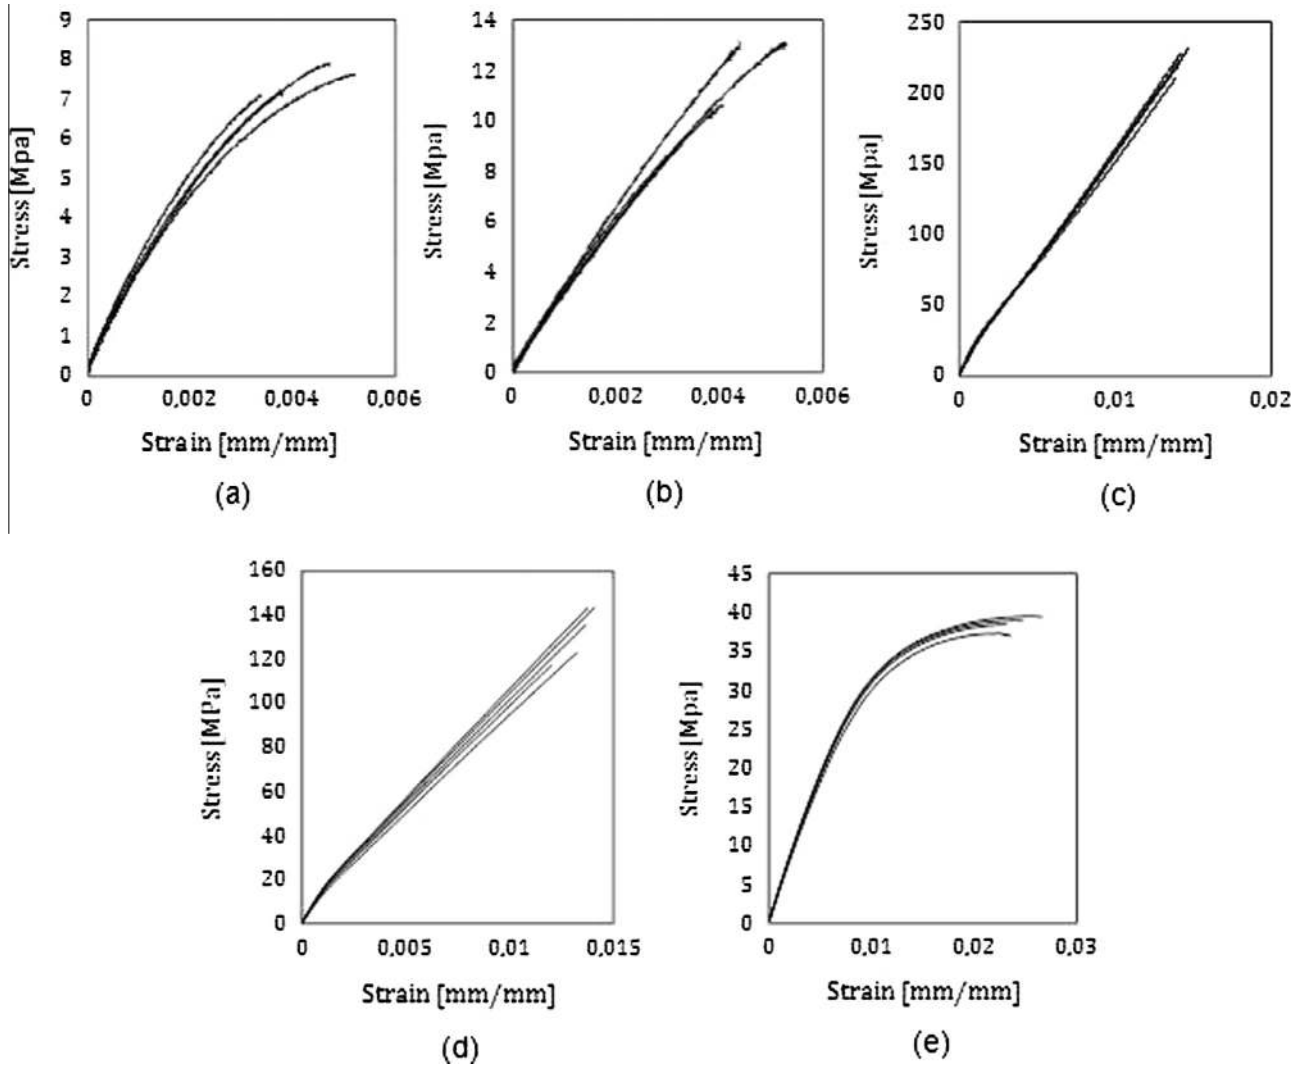 9
8
7
6
5
4
3
2
1
0
Stress [Mpa]
0 0,002 0,004 0,006
Strain [mm/mm]
(a)
14
12
10
8
6
4
2
0
Stress [Mpa]
0 0,002 0,004 0,006
Strain [mm/mm]
(b)
250
200
150
100
50
0
Stress [Mpa]
0 0,01 0,02
Strain [mm/mm]
(c)
160
140
120
100
80
60
40
20
0
Stress [MPa]
0 0,005 0,01 0,015
Strain [mm/mm]
(d)
45
40
35
30
25
20
15
10
5
0
Stress [Mpa]
0 0,01 0,02 0,03
Strain [mm/mm]
(e)